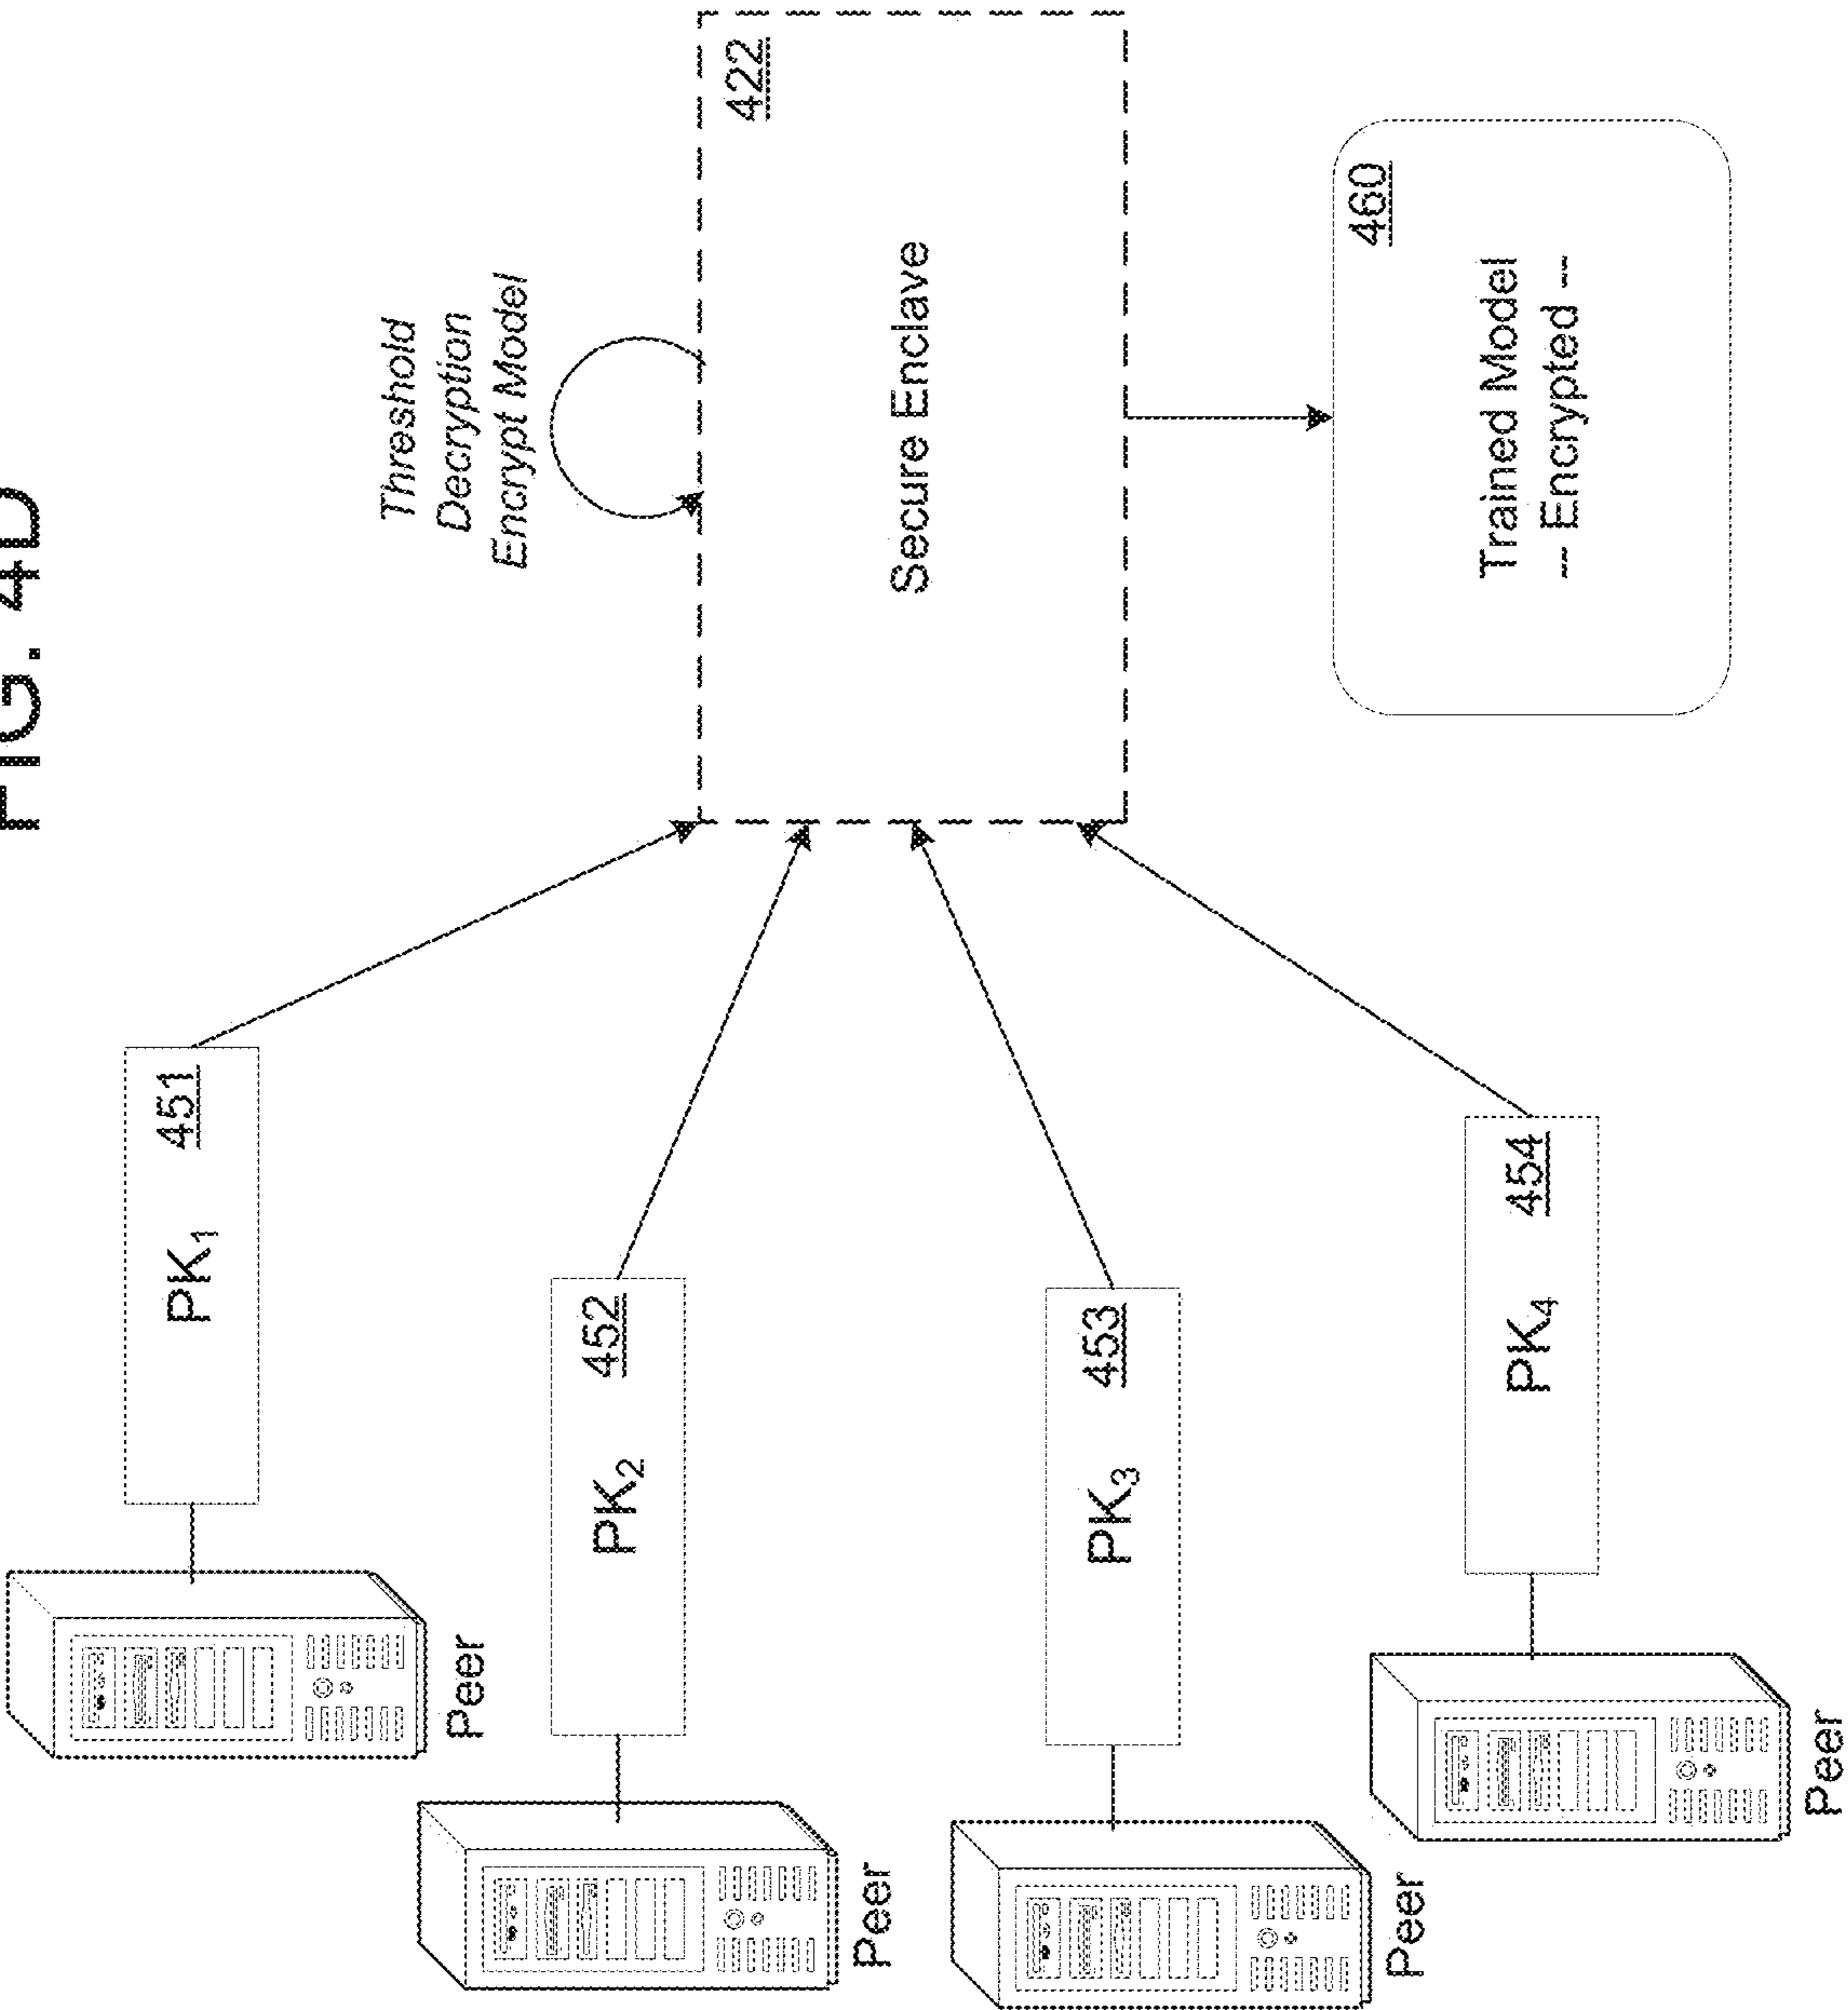 FIG. 4D
Peer
PK₁ 451
Peer
PK₂ 452
Peer
PK₃ 453
Peer
PK₄ 454
Threshold
Decryption
Encrypt Model
422
Secure Enclave
460
Trained Model
-- Encrypted --